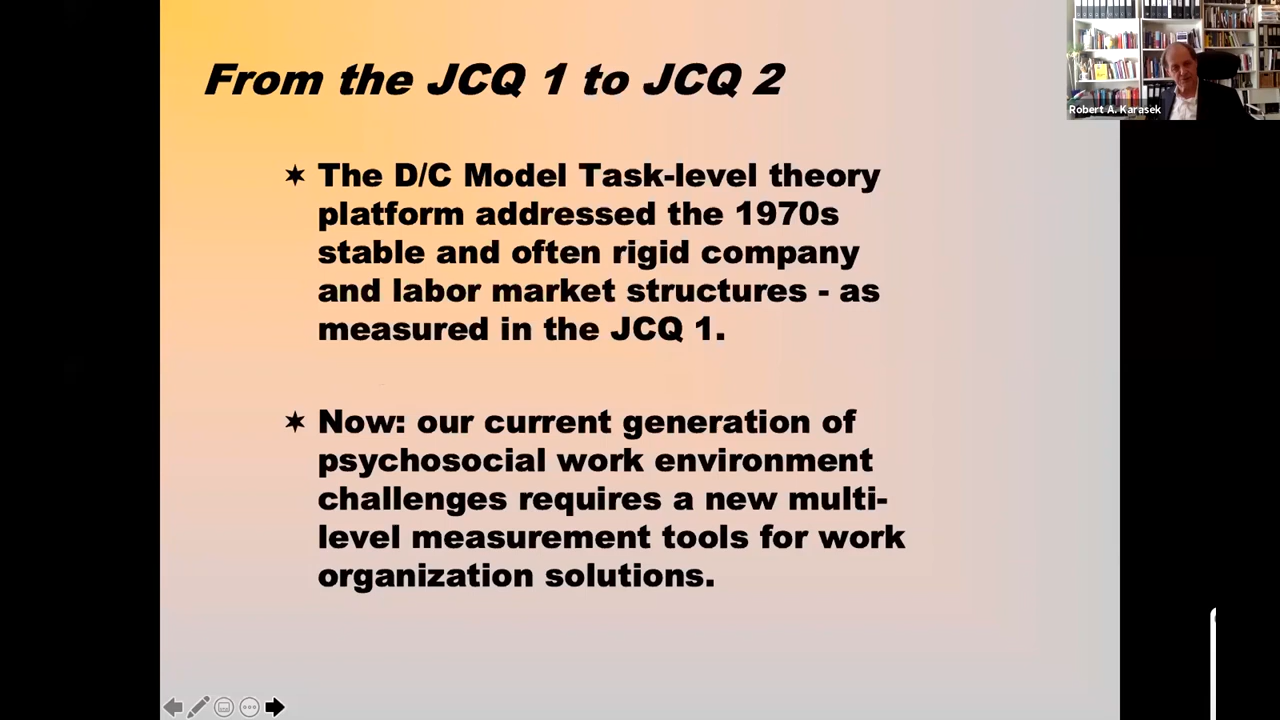 From the JCQ 1 to JCQ 2
Robert A. Karasek
✶ The D/C Model Task-level theory
platform addressed the 1970s
stable and often rigid company
and labor market structures - as
measured in the JCQ 1.
✶ Now: our current generation of
psychosocial work environment
challenges requires a new multi-
level measurement tools for work
organization solutions.